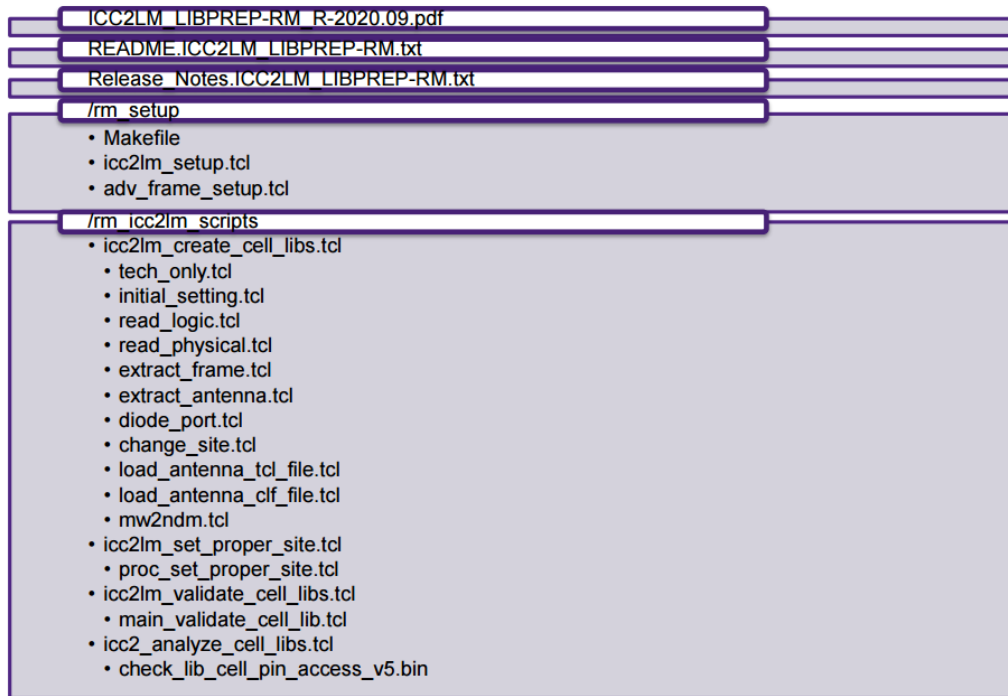 ICC2LM_LIBPREP-RM_R-2020.09.pdf
README.ICC2LM_LIBPREP-RM.txt
Release_Notes.ICC2LM_LIBPREP-RM.txt
/rm_setup
• Makefile
• icc2lm_setup.tcl
• adv_frame_setup.tcl
/rm_icc2lm_scripts
• icc2lm_create_cell_libs.tcl
• tech_only.tcl
• initial_setting.tcl
• read_logic.tcl
• read_physical.tcl
• extract_frame.tcl
• extract_antenna.tcl
• diode_port.tcl
• change_site.tcl
• load_antenna_tcl_file.tcl
• load_antenna_clf_file.tcl
• mw2ndm.tcl
• icc2lm_set_proper_site.tcl
• proc_set_proper_site.tcl
• icc2lm_validate_cell_libs.tcl
• main_validate_cell_lib.tcl
• icc2_analyze_cell_libs.tcl
• check_lib_cell_pin_access_v5.bin